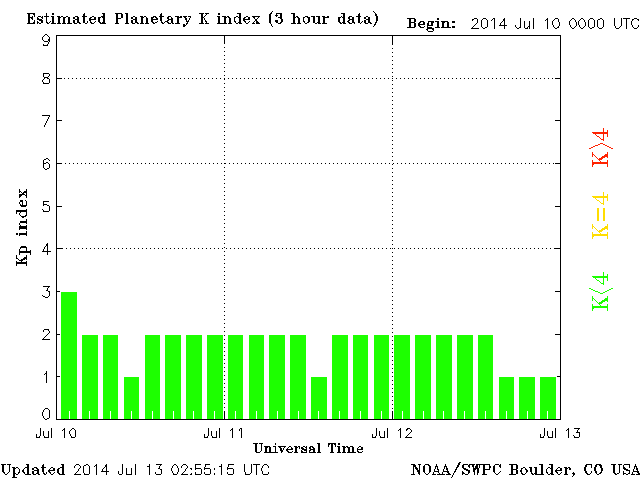 Estimated Planetary K index (3 hour data)
Begin: 2014 Jul 10 0000 UTC
9
8
7
6
5
4
3
2
1
0
Kp index
K>4
K=4
K<4
Jul 10
Jul 11
Jul 12
Jul 13
Universal Time
Updated 2014 Jul 13 02:55:15 UTC
NOAA/SWPC Boulder, CO USA